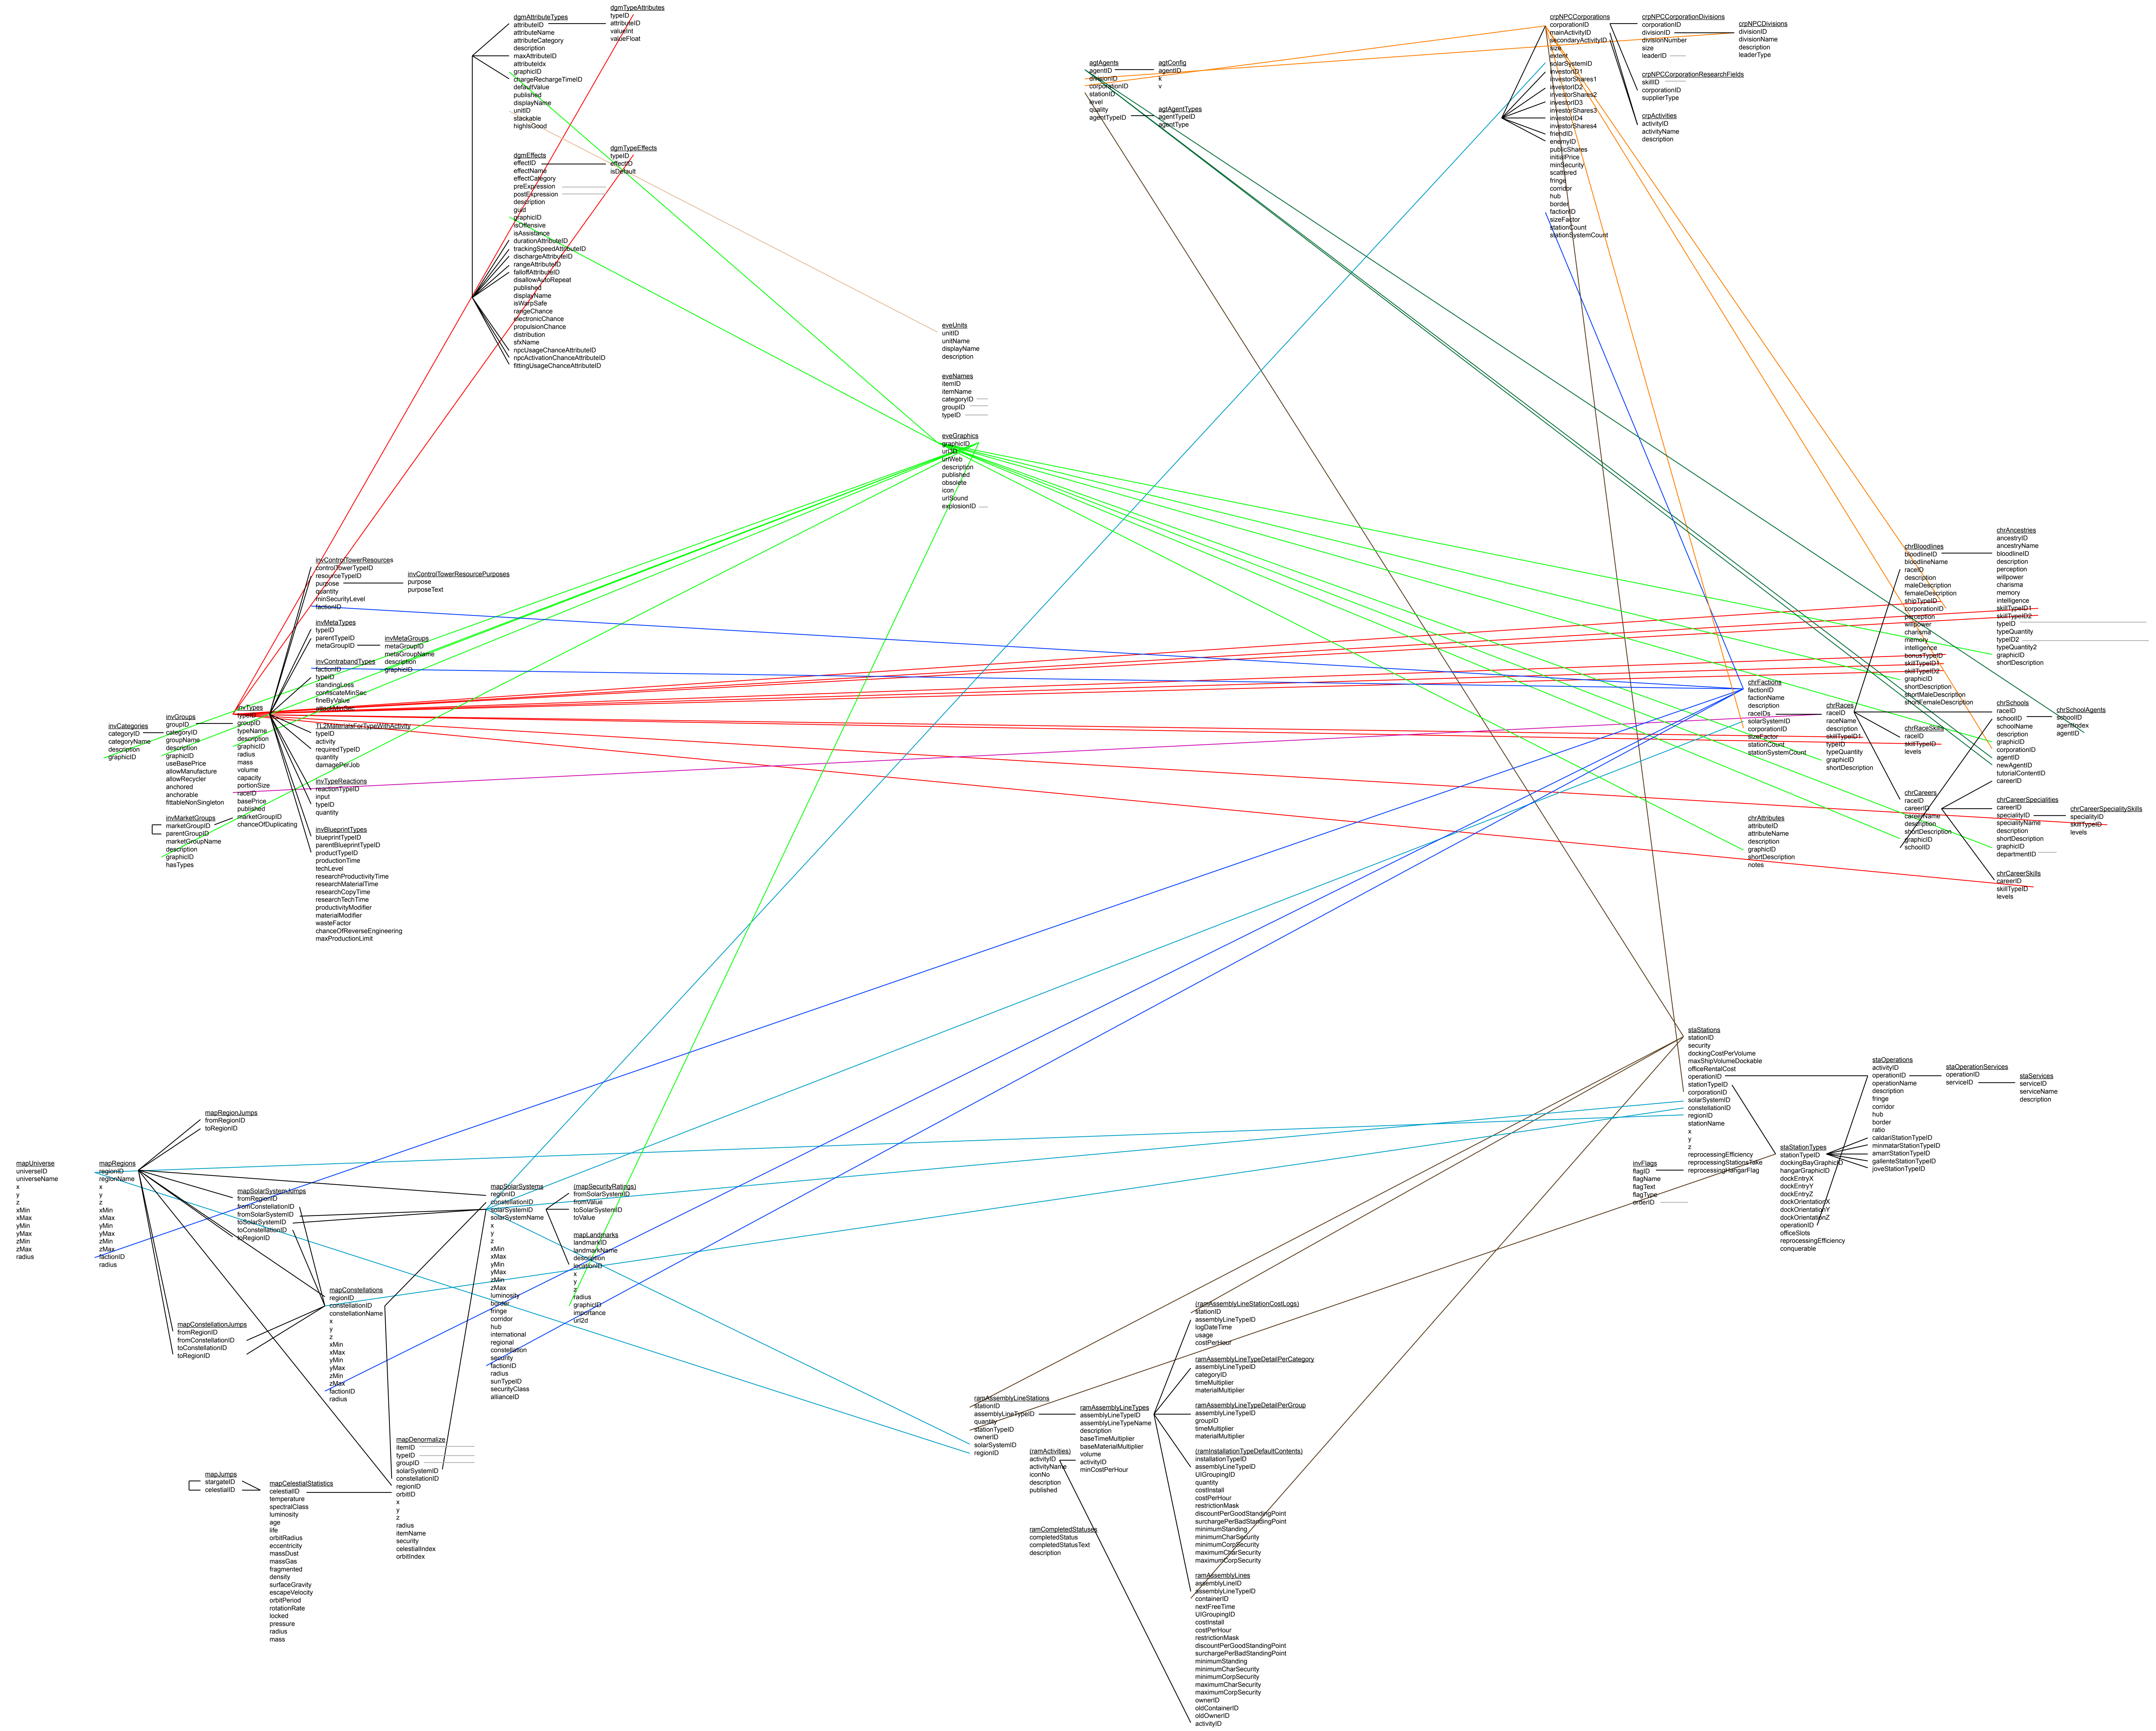 dgmAttributeTypes
attributeID
attributeName
attributeCategory
description
maxAttributeID
attributeIdx
graphicID
chargeRechargeTimeID
defaultValue
published
displayName
unitID
stackable
highIsGood
dgmTypeAttributes
typeID
attributeID
valueInt
valueFloat
dgmEffects
effectID
effectName
effectCategory
preExpression
postExpression
description
guid
graphicID
isOffensive
isAssistance
durationAttributeID
trackingSpeedAttributeID
dischargeAttributeID
rangeAttributeID
falloffAttributeID
disallowAutoRepeat
published
displayName
isWarpSafe
rangeChance
electronicChance
propulsionChance
distribution
sfxName
npcUsageChanceAttributeID
npcActivationChanceAttributeID
fittingUsageChanceAttributeID
dgmTypeEffects
typeID
effectID
isDefault
agtAgents
agentID
divisionID
corporationID
stationID
level
quality
agentTypeID
agtConfig
agentID
k
v
agtAgentTypes
agentTypeID
agentType
crpNPCCorporations
corporationID
mainActivityID
secondaryActivityID
size
extent
solarSystemID
investorID1
investorShares1
investorID2
investorShares2
investorID3
investorShares3
investorID4
investorShares4
friendID
enemyID
publicShares
initialPrice
minSecurity
scattered
fringe
corridor
hub
border
factionID
sizeFactor
stationCount
stationSystemCount
crpNPCCorporationDivisions
corporationID
divisionID
divisionNumber
size
leaderID
crpNPCDivisions
divisionID
divisionName
description
leaderType
crpNPCCorporationResearchFields
skillID
corporationID
supplierType
crpActivities
activityID
activityName
description
eveUnits
unitID
unitName
displayName
description
eveNames
itemID
itemName
categoryID
groupID
typeID
eveGraphics
graphicID
url3D
urlWeb
description
published
obsolete
icon
urlSound
explosionID
invControlTowerResources
controlTowerTypeID
resourceTypeID
purpose
quantity
minSecurityLevel
factionID
invControlTowerResourcePurposes
purpose
purposeText
invMetaTypes
typeID
parentTypeID
metaGroupID
invMetaGroups
metaGroupID
metaGroupName
description
graphicID
invContrabandTypes
factionID
typeID
standingLoss
confiscateMinSec
fineByValue
attackMinSec
invCategories
categoryID
categoryName
description
graphicID
invGroups
groupID
categoryID
groupName
description
graphicID
useBasePrice
allowManufacture
allowRecycler
anchored
anchorable
fittableNonSingleton
invTypes
typeID
groupID
typeName
description
graphicID
radius
mass
volume
capacity
portionSize
raceID
basePrice
published
marketGroupID
chanceOfDuplicating
invMarketGroups
marketGroupID
parentGroupID
marketGroupName
description
graphicID
hasTypes
TL2MaterialsForTypeWithActivity
typeID
activity
requiredTypeID
quantity
damagePerJob
invTypeReactions
reactionTypeID
input
typeID
quantity
invBlueprintTypes
blueprintTypeID
parentBlueprintTypeID
productTypeID
productionTime
techLevel
researchProductivityTime
researchMaterialTime
researchCopyTime
researchTechTime
productivityModifier
materialModifier
wasteFactor
chanceOfReverseEngineering
maxProductionLimit
chrFactions
factionID
factionName
description
raceIDs
solarSystemID
corporationID
sizeFactor
stationCount
stationSystemCount
chrRaces
raceID
raceName
description
skillTypeID1
typeID
typeQuantity
graphicID
shortDescription
chrAttributes
attributeID
attributeName
description
graphicID
shortDescription
notes
chrBloodlines
bloodlineID
bloodlineName
raceID
description
maleDescription
femaleDescription
shipTypeID
corporationID
perception
willpower
charisma
memory
intelligence
bonusTypeID
skillTypeID1
skillTypeID2
graphicID
shortDescription
shortMaleDescription
shortFemaleDescription
chrRaceSkills
raceID
skillTypeID
levels
chrCareers
raceID
careerID
careerName
description
shortDescription
graphicID
schoolID
chrAncestries
ancestryID
ancestryName
bloodlineID
description
perception
willpower
charisma
memory
intelligence
skillTypeID1
skillTypeID2
typeID
typeQuantity
typeID2
typeQuantity2
graphicID
shortDescription
chrSchools
raceID
schoolID
schoolName
description
graphicID
corporationID
agentID
newAgentID
tutorialContentID
careerID
chrSchoolAgents
schoolID
agentIndex
agentID
chrCareerSpecialities
careerID
specialityID
specialityName
description
shortDescription
graphicID
departmentID
chrCareerSpecialitySkills
specialityID
skillTypeID
levels
chrCareerSkills
careerID
skillTypeID
levels
mapUniverse
universeID
universeName
x
y
z
xMin
xMax
yMin
yMax
zMin
zMax
radius
mapRegions
regionID
regionName
x
y
z
xMin
xMax
yMin
yMax
zMin
zMax
factionID
radius
mapRegionJumps
fromRegionID
toRegionID
mapSolarSystemJumps
fromRegionID
fromConstellationID
fromSolarSystemID
toSolarSystemID
toConstellationID
toRegionID
mapConstellationJumps
fromRegionID
fromConstellationID
toConstellationID
toRegionID
mapConstellations
regionID
constellationID
constellationName
x
y
z
xMin
xMax
yMin
yMax
zMin
zMax
factionID
radius
mapSolarSystems
regionID
constellationID
solarSystemID
solarSystemName
x
y
z
xMin
xMax
yMin
yMax
zMin
zMax
luminosity
border
fringe
corridor
hub
international
regional
constellation
security
factionID
radius
sunTypeID
securityClass
allianceID
(mapSecurityRatings)
fromSolarSystemID
fromValue
toSolarSystemID
toValue
mapLandmarks
landmarkID
landmarkName
description
locationID
x
y
z
radius
graphicID
importance
url2d
mapJumps
stargateID
celestialID
mapCelestialStatistics
celestialID
temperature
spectralClass
luminosity
age
life
orbitRadius
eccentricity
massDust
massGas
fragmented
density
surfaceGravity
escapeVelocity
orbitPeriod
rotationRate
locked
pressure
radius
mass
mapDenormalize
itemID
typeID
groupID
solarSystemID
constellationID
regionID
orbitID
x
y
z
radius
itemName
security
celestialIndex
orbitIndex
staStations
stationID
security
dockingCostPerVolume
maxShipVolumeDockable
officeRentalCost
operationID
stationTypeID
corporationID
solarSystemID
constellationID
regionID
stationName
x
y
z
reprocessingEfficiency
reprocessingStationsTake
reprocessingHangarFlag
invFlags
flagID
flagName
flagText
flagType
orderID
staStationTypes
stationTypeID
dockingBayGraphicID
hangarGraphicID
dockEntryX
dockEntryY
dockEntryZ
dockOrientationX
dockOrientationY
dockOrientationZ
operationID
officeSlots
reprocessingEfficiency
conquerable
staOperations
activityID
operationID
operationName
description
fringe
corridor
hub
border
ratio
caldariStationTypeID
minmatarStationTypeID
amarrStationTypeID
gallenteStationTypeID
joveStationTypeID
staOperationServices
operationID
serviceID
staServices
serviceID
serviceName
description
ramAssemblyLineStations
stationID
assemblyLineTypeID
quantity
stationTypeID
ownerID
solarSystemID
regionID
(ramActivities)
activityID
activityName
iconNo
description
published
ramCompletedStatuses
completedStatus
completedStatusText
description
ramAssemblyLineTypes
assemblyLineTypeID
assemblyLineTypeName
description
baseTimeMultiplier
baseMaterialMultiplier
volume
activityID
minCostPerHour
(ramAssemblyLineStationCostLogs)
stationID
assemblyLineTypeID
logDateTime
usage
costPerHour
ramAssemblyLineTypeDetailPerCategory
assemblyLineTypeID
categoryID
timeMultiplier
materialMultiplier
ramAssemblyLineTypeDetailPerGroup
assemblyLineTypeID
groupID
timeMultiplier
materialMultiplier
(ramInstallationTypeDefaultContents)
installationTypeID
assemblyLineTypeID
UIGroupingID
quantity
costInstall
costPerHour
restrictionMask
discountPerGoodStandingPoint
surchargePerBadStandingPoint
minimumStanding
minimumCharSecurity
minimumCorpSecurity
maximumCharSecurity
maximumCorpSecurity
ramAssemblyLines
assemblyLineID
assemblyLineTypeID
containerID
nextFreeTime
UIGroupingID
costInstall
costPerHour
restrictionMask
discountPerGoodStandingPoint
surchargePerBadStandingPoint
minimumStanding
minimumCharSecurity
minimumCorpSecurity
maximumCharSecurity
maximumCorpSecurity
ownerID
oldContainerID
oldOwnerID
activityID